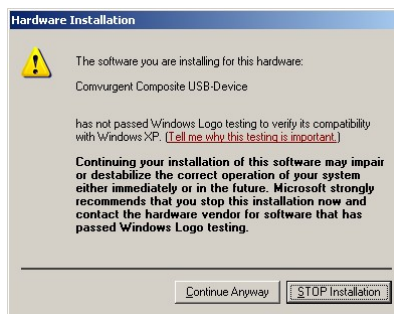 Hardware Installation
The software you are installing for this hardware:
Comvurgent Composite USB-Device
has not passed Windows Logo testing to verify its compatibility
with Windows XP. (Tell me why this testing is important.)
Continuing your installation of this software may impair
or destabilize the correct operation of your system
either immediately or in the future. Microsoft strongly
recommends that you stop this installation now and
contact the hardware vendor for software that has
passed Windows Logo testing.
Continue Anyway
STOP Installation